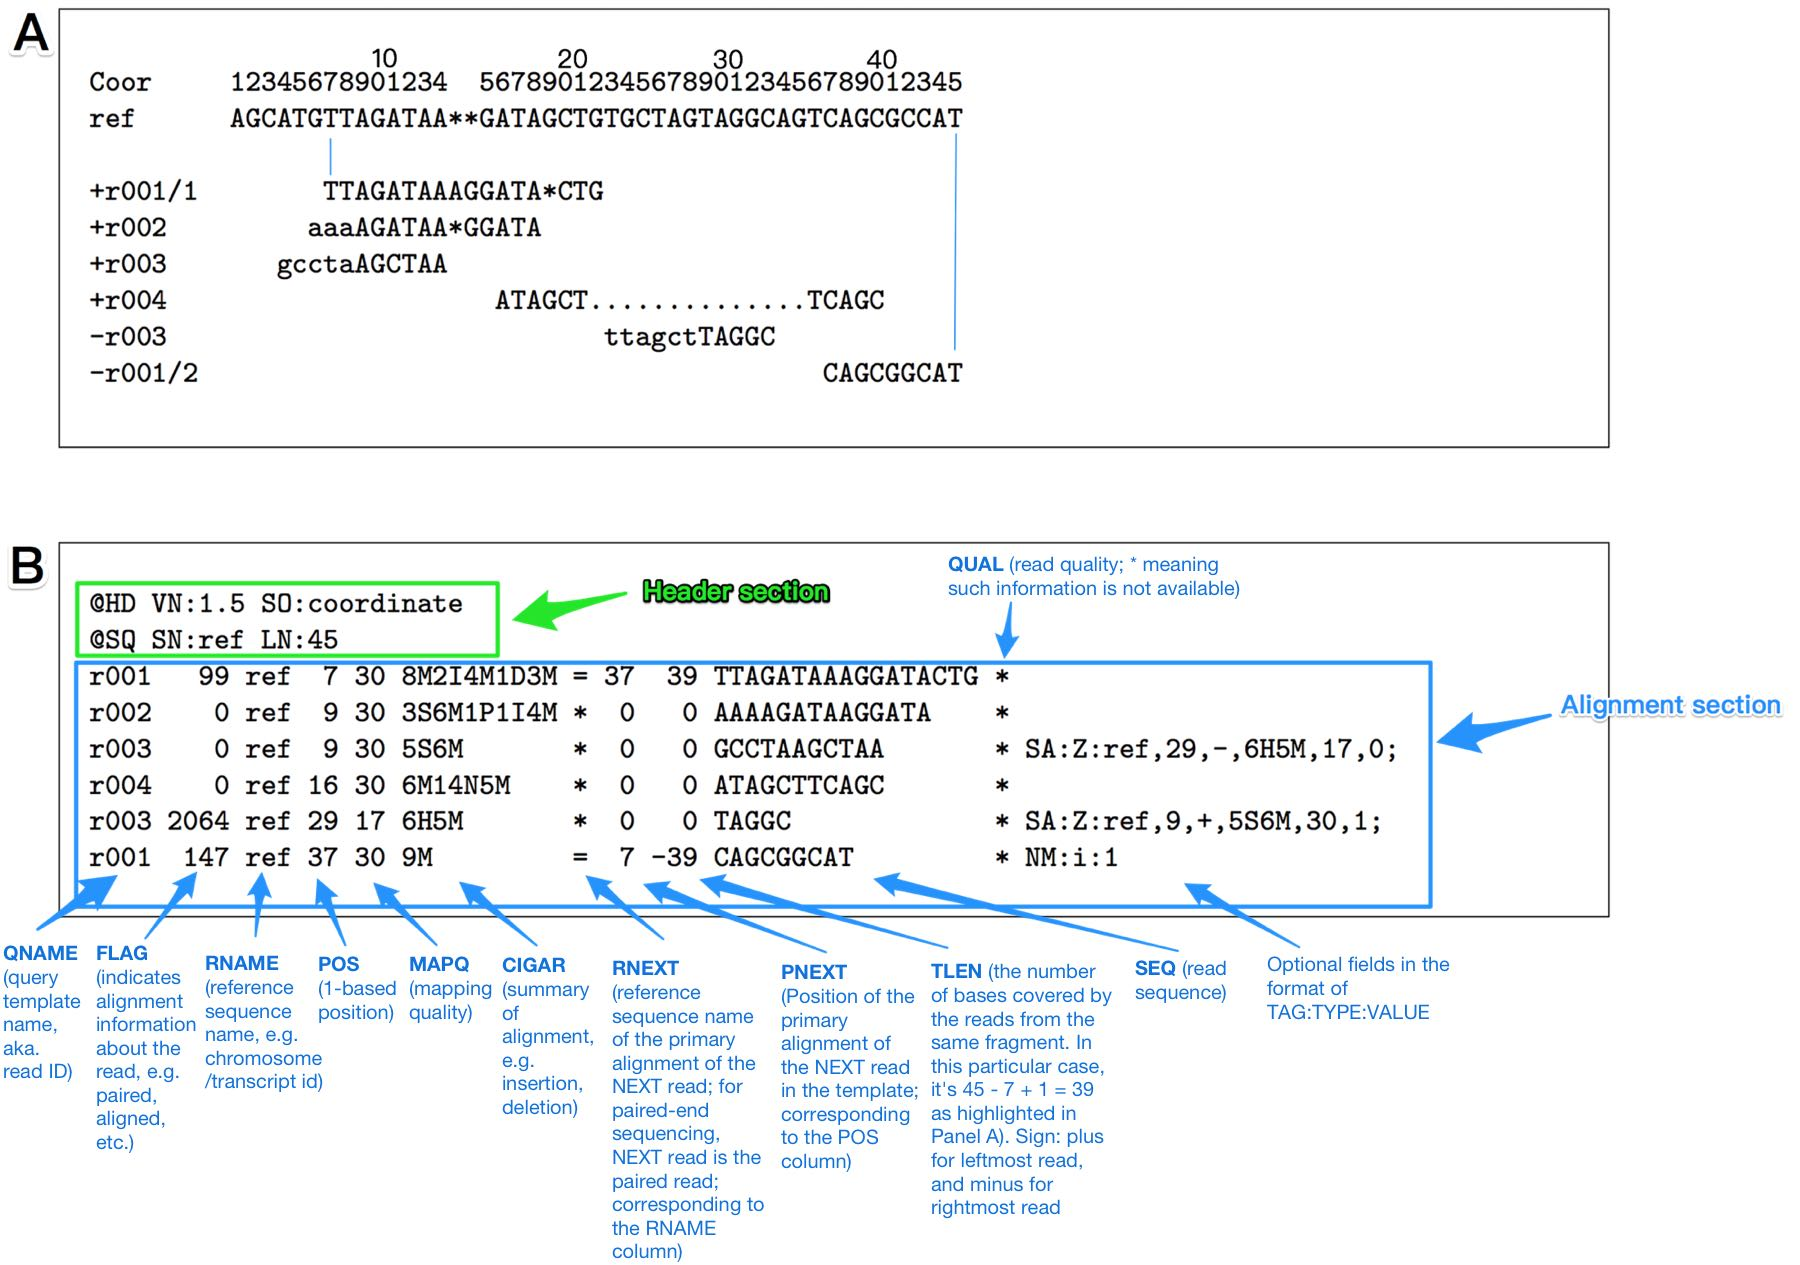 A
10 20 30 40
Coor 12345678901234 5678901234567890123456789012345
ref AGCATGTTAGATAA**GATAGCTGTGCTAGTAGGCAGTCAGCGCCAT
+r001/1 TTAGATAAAGGATA*CTG
+r002 aaaAGATAA*GGATA
+r003 gcctaAGCTAA
+r004 ATAGCT..............TCAGC
-r003 ttagctTAGGC
-r001/2 CAGCGGCAT
B
QUAL (read quality; * meaning
such information is not available)
Header section
@HD VN:1.5 SO:coordinate
@SQ SN:ref LN:45
r001 99 ref 7 30 8M2I4M1D3M = 37 39 TTAGATAAAGGATACTG *
r002 0 ref 9 30 3S6M1P1I4M * 0 0 AAAAGATAAGGATA *
r003 0 ref 9 30 5S6M * 0 0 GCCTAAGCTAA * SA:Z:ref,29,-,6H5M,17,0;
r004 0 ref 16 30 6M14N5M * 0 0 ATAGCTTCAGC *
r003 2064 ref 29 17 6H5M * 0 0 TAGGC * SA:Z:ref,9,+,5S6M,30,1;
r001 147 ref 37 30 9M = 7 -39 CAGCGGCAT * NM:i:1
Alignment section
QNAME
(query
template
name,
aka.
read ID)
FLAG
(indicates
alignment
information
about the
read, e.g.
paired,
aligned,
etc.)
RNAME
(reference
sequence
name, e.g.
chromosome
/transcript id)
POS
(1-based
position)
MAPQ
(mapping
quality)
CIGAR
(summary
of
alignment,
e.g.
insertion,
deletion)
RNEXT
(reference
sequence name
of the primary
alignment of the
NEXT read; for
paired-end
sequencing,
NEXT read is the
paired read;
corresponding to
the RNAME
column)
PNEXT
(Position of the
primary
alignment of
the NEXT read
in the template;
corresponding
to the POS
column)
TLEN (the number
of bases covered by
the reads from the
same fragment. In
this particular case,
it's 45 - 7 + 1 = 39
as highlighted in
Panel A). Sign: plus
for leftmost read,
and minus for
rightmost read
SEQ (read
sequence)
Optional fields in the
format of
TAG:TYPE:VALUE